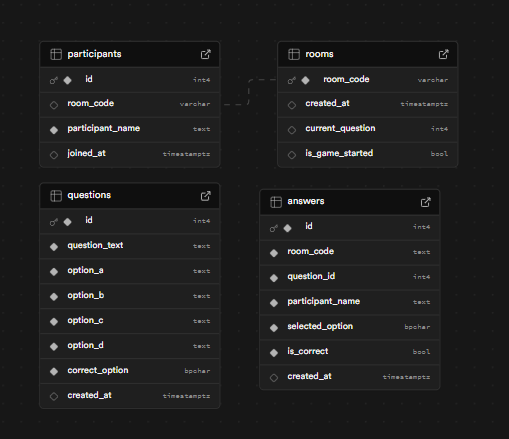 participants
id int4
room_code varchar
participant_name text
joined_at timestamptz
rooms
room_code varchar
created_at timestamptz
current_question int4
is_game_started bool
questions
id int4
question_text text
option_a text
option_b text
option_c text
option_d text
correct_option bpchar
created_at timestamptz
answers
id int4
room_code text
question_id int4
participant_name text
selected_option bpchar
is_correct bool
created_at timestamptz